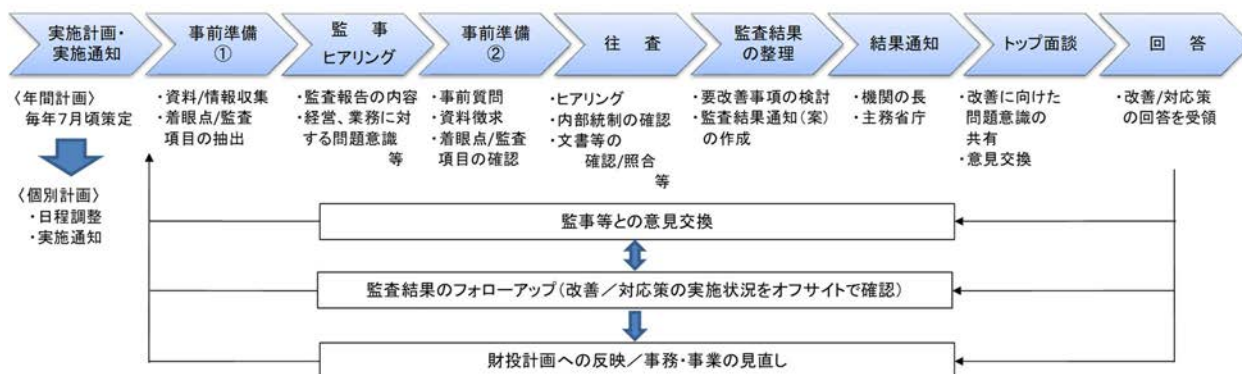 実施計画・
実施通知
事前準備
①
監　事
ヒアリング
事前準備
②
往　査
監査結果
の整理
結果通知
トップ面談
回　答
〈年間計画〉
毎年7月頃策定
〈個別計画〉
・日程調整
・実施通知
・資料/情報収集
・着眼点/監査
項目の抽出
・監査報告の内容
・経営、業務に対
する問題意識
等
・事前質問
・資料徴求
・着眼点/監査
項目の確認
・ヒアリング
・内部統制の確認
・文書等の
確認/照合
等
・要改善事項の検討
・監査結果通知(案)
の作成
・機関の長
・主務省庁
・改善に向けた
問題意識の
共有
・意見交換
・改善/対応策
の回答を受領
監事等との意見交換
監査結果のフォローアップ(改善／対応策の実施状況をオフサイトで確認)
財投計画への反映／事務・事業の見直し